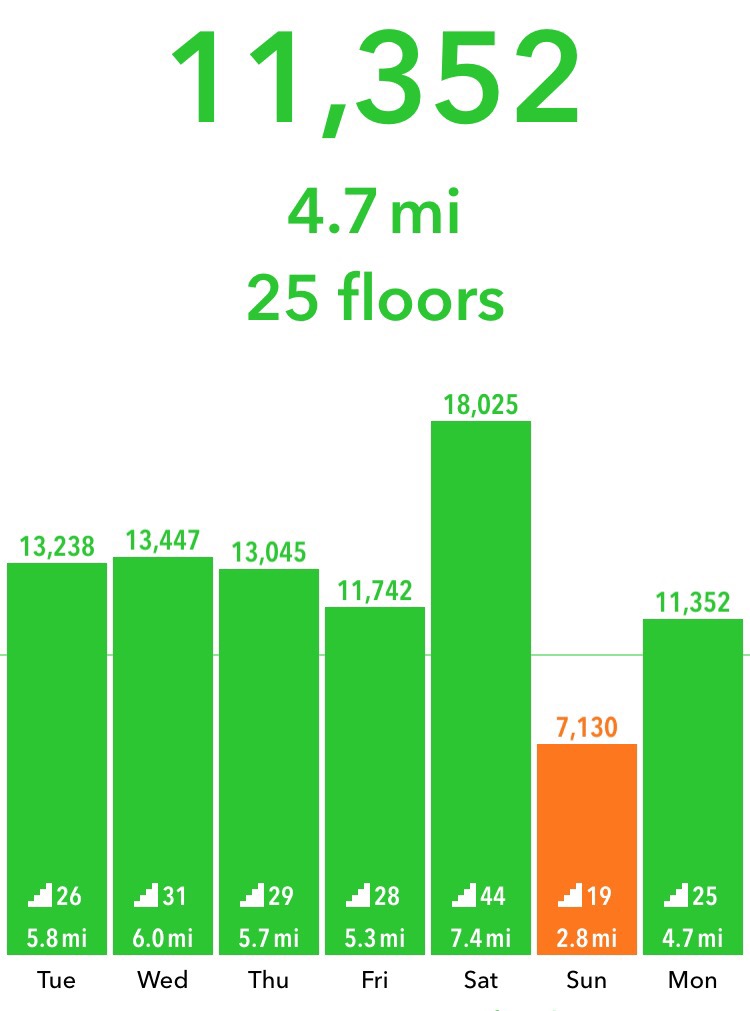 11,352
4.7 mi
25 floors
18,025
13,238 13,447 13,045 11,742 7,130 11,352
26 31 29 28 44 19 25
5.8 mi 6.0 mi 5.7 mi 5.3 mi 7.4 mi 2.8 mi 4.7 mi
Tue Wed Thu Fri Sat Sun Mon